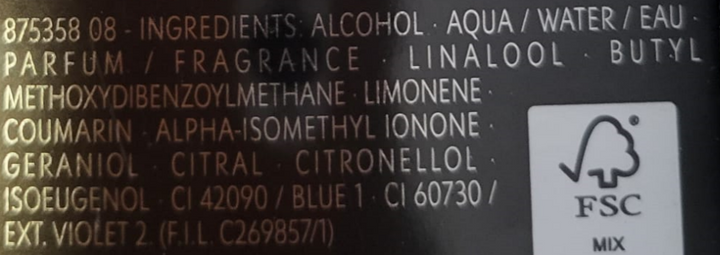 875358 08 - INGREDIENTS: ALCOHOL · AQUA / WATER / EAU ·
PARFUM / FRAGRANCE · LINALOOL · BUTYL
METHOXYDIBENZOYLMETHANE · LIMONENE ·
COUMARIN · ALPHA-ISOMETHYL IONONE ·
GERANIOL · CITRAL · CITRONELLOL ·
ISOEUGENOL · CI 42090 / BLUE 1 · CI 60730 /
EXT. VIOLET 2 (F.I.L. C269857/1)
®
FSC
MIX